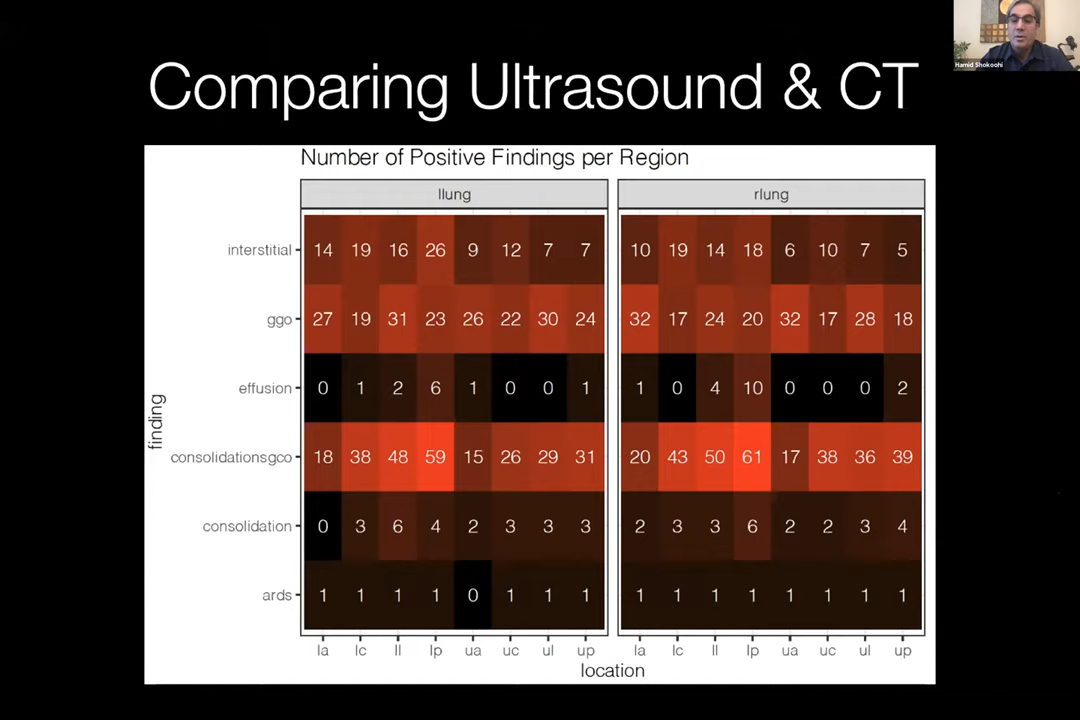 Hamid Shokoohi
Comparing Ultrasound & CT
Number of Positive Findings per Region
llung rlung
interstitial 14 19 16 26 9 12 7 7 10 19 14 18 6 10 7 5
ggo 27 19 31 23 26 22 30 24 32 17 24 20 32 17 28 18
effusion 0 1 2 6 1 0 0 1 1 0 4 10 0 0 0 2
finding
consolidationsgco 18 38 48 59 15 26 29 31 20 43 50 61 17 38 36 39
consolidation 0 3 6 4 2 3 3 3 2 3 3 6 2 2 3 4
ards 1 1 1 1 0 1 1 1 1 1 1 1 1 1 1 1
la lc ll lp ua uc ul up la lc ll lp ua uc ul up
location